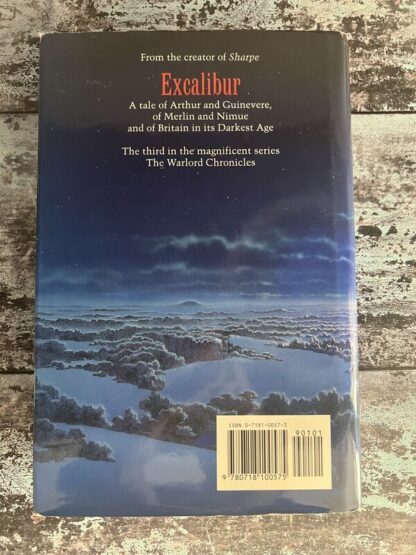 From the creator of Sharpe
Excalibur
A tale of Arthur and Guinevere,
of Merlin and Nimue
and of Britain in its Darkest Age
The third in the magnificent series
The Warlord Chronicles
ISBN 0-7181-0057-3
90101
9 780718 100575